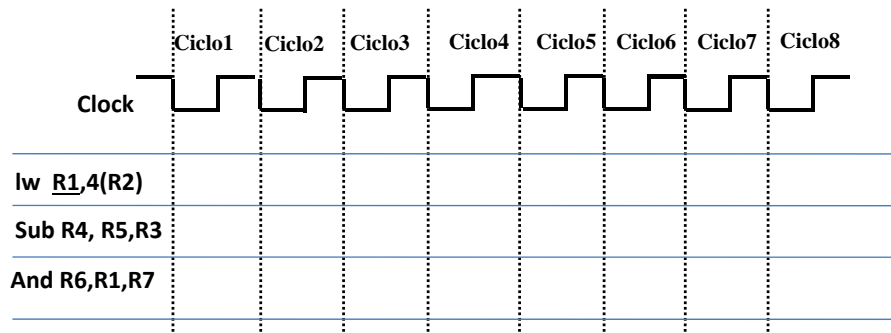 Ciclo1 Ciclo2 Ciclo3 Ciclo4 Ciclo5 Ciclo6 Ciclo7 Ciclo8
Clock
lw R1,4(R2)
Sub R4, R5,R3
And R6,R1,R7